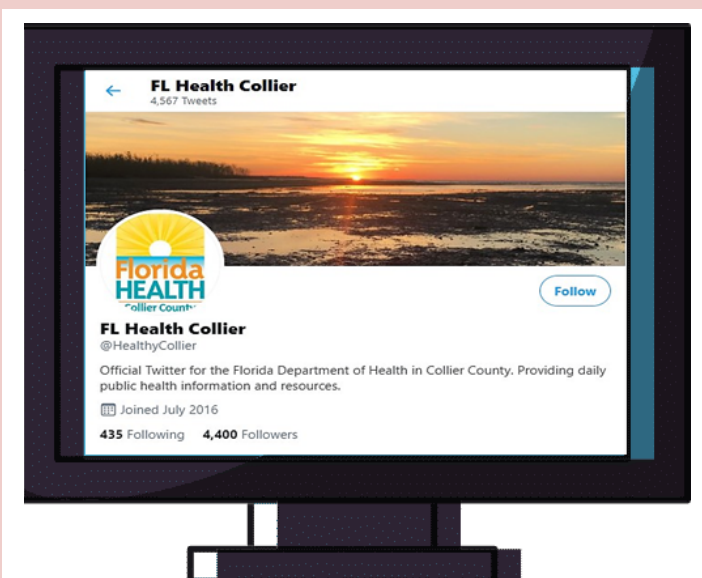 FL Health Collier
4,567 Tweets
Florida
HEALTH
Collier County
Follow
FL Health Collier
@HealthyCollier
Official Twitter for the Florida Department of Health in Collier County. Providing daily
public health information and resources.
Joined July 2016
435 Following 4,400 Followers